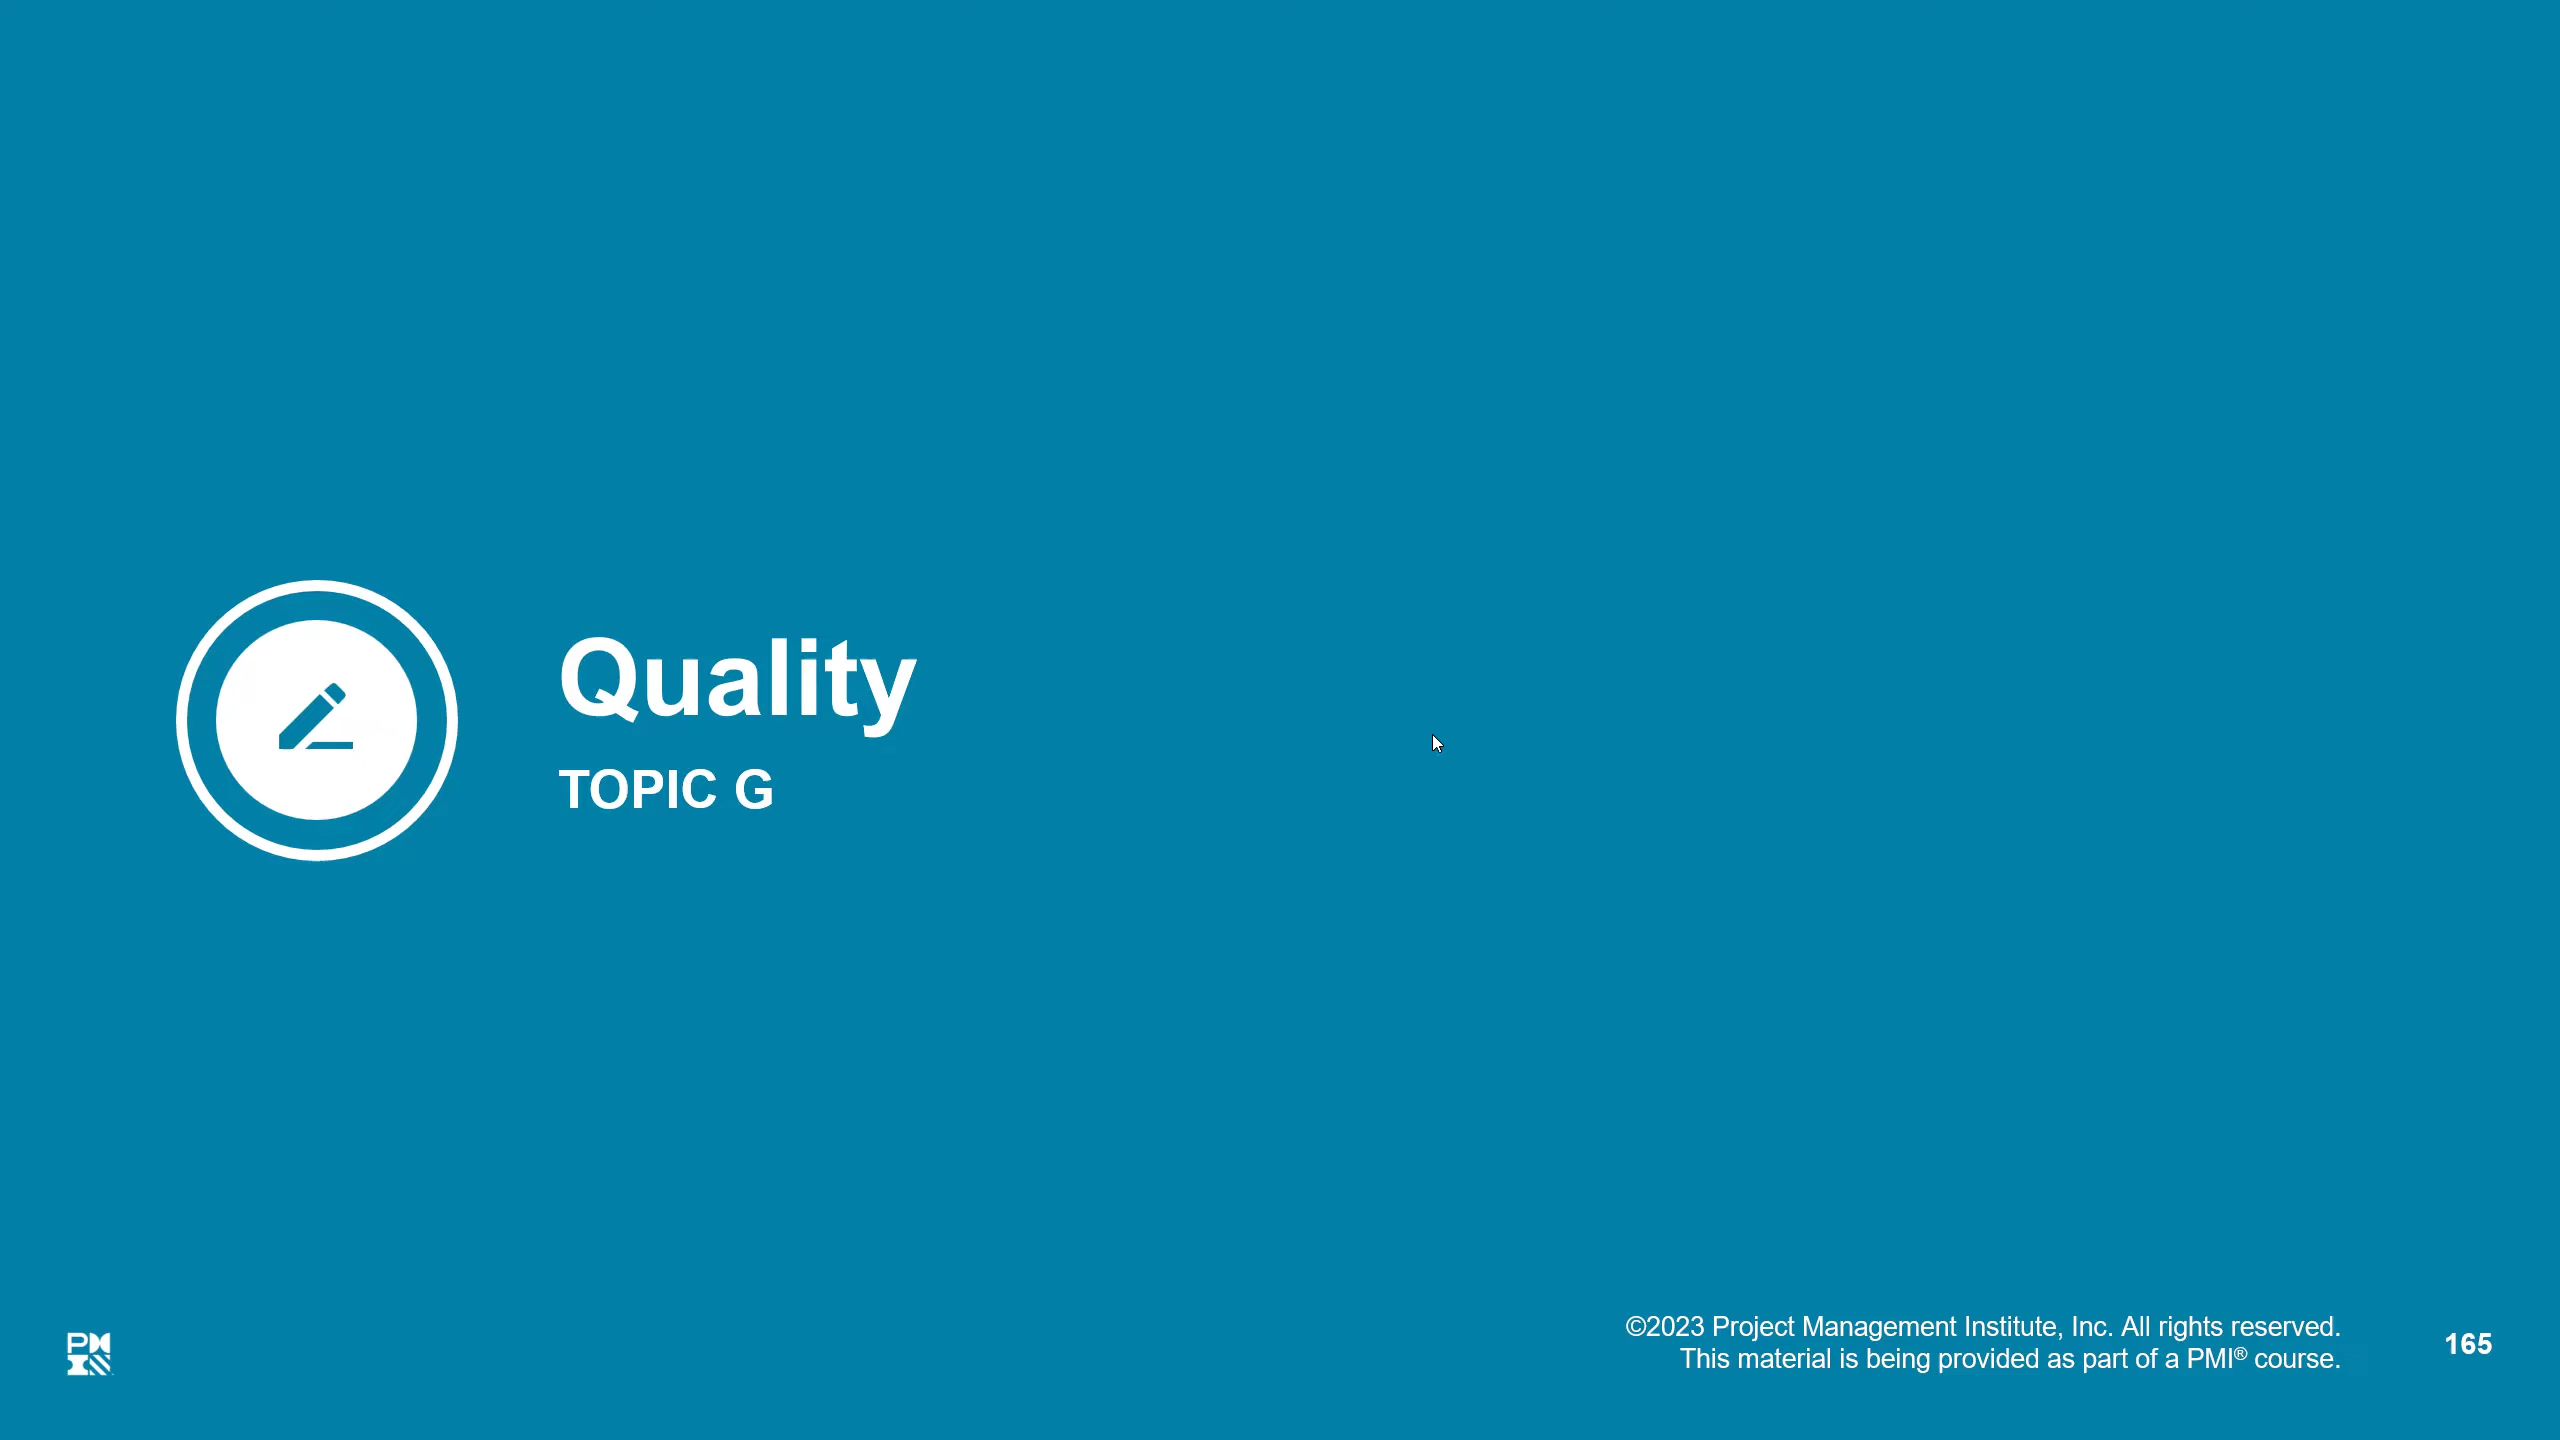 Quality
TOPIC G
PM
©2023 Project Management Institute, Inc. All rights reserved.
This material is being provided as part of a PMI® course.
165